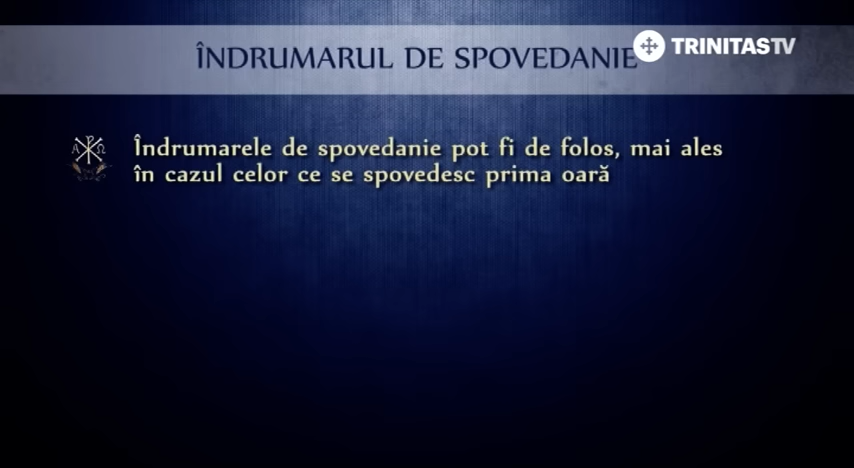 ÎNDRUMARUL DE SPOVEDANIE
TRINITASTV
Îndrumarele de spovedanie pot fi de folos, mai ales
în cazul celor ce se spovedesc prima oară
Α Ω